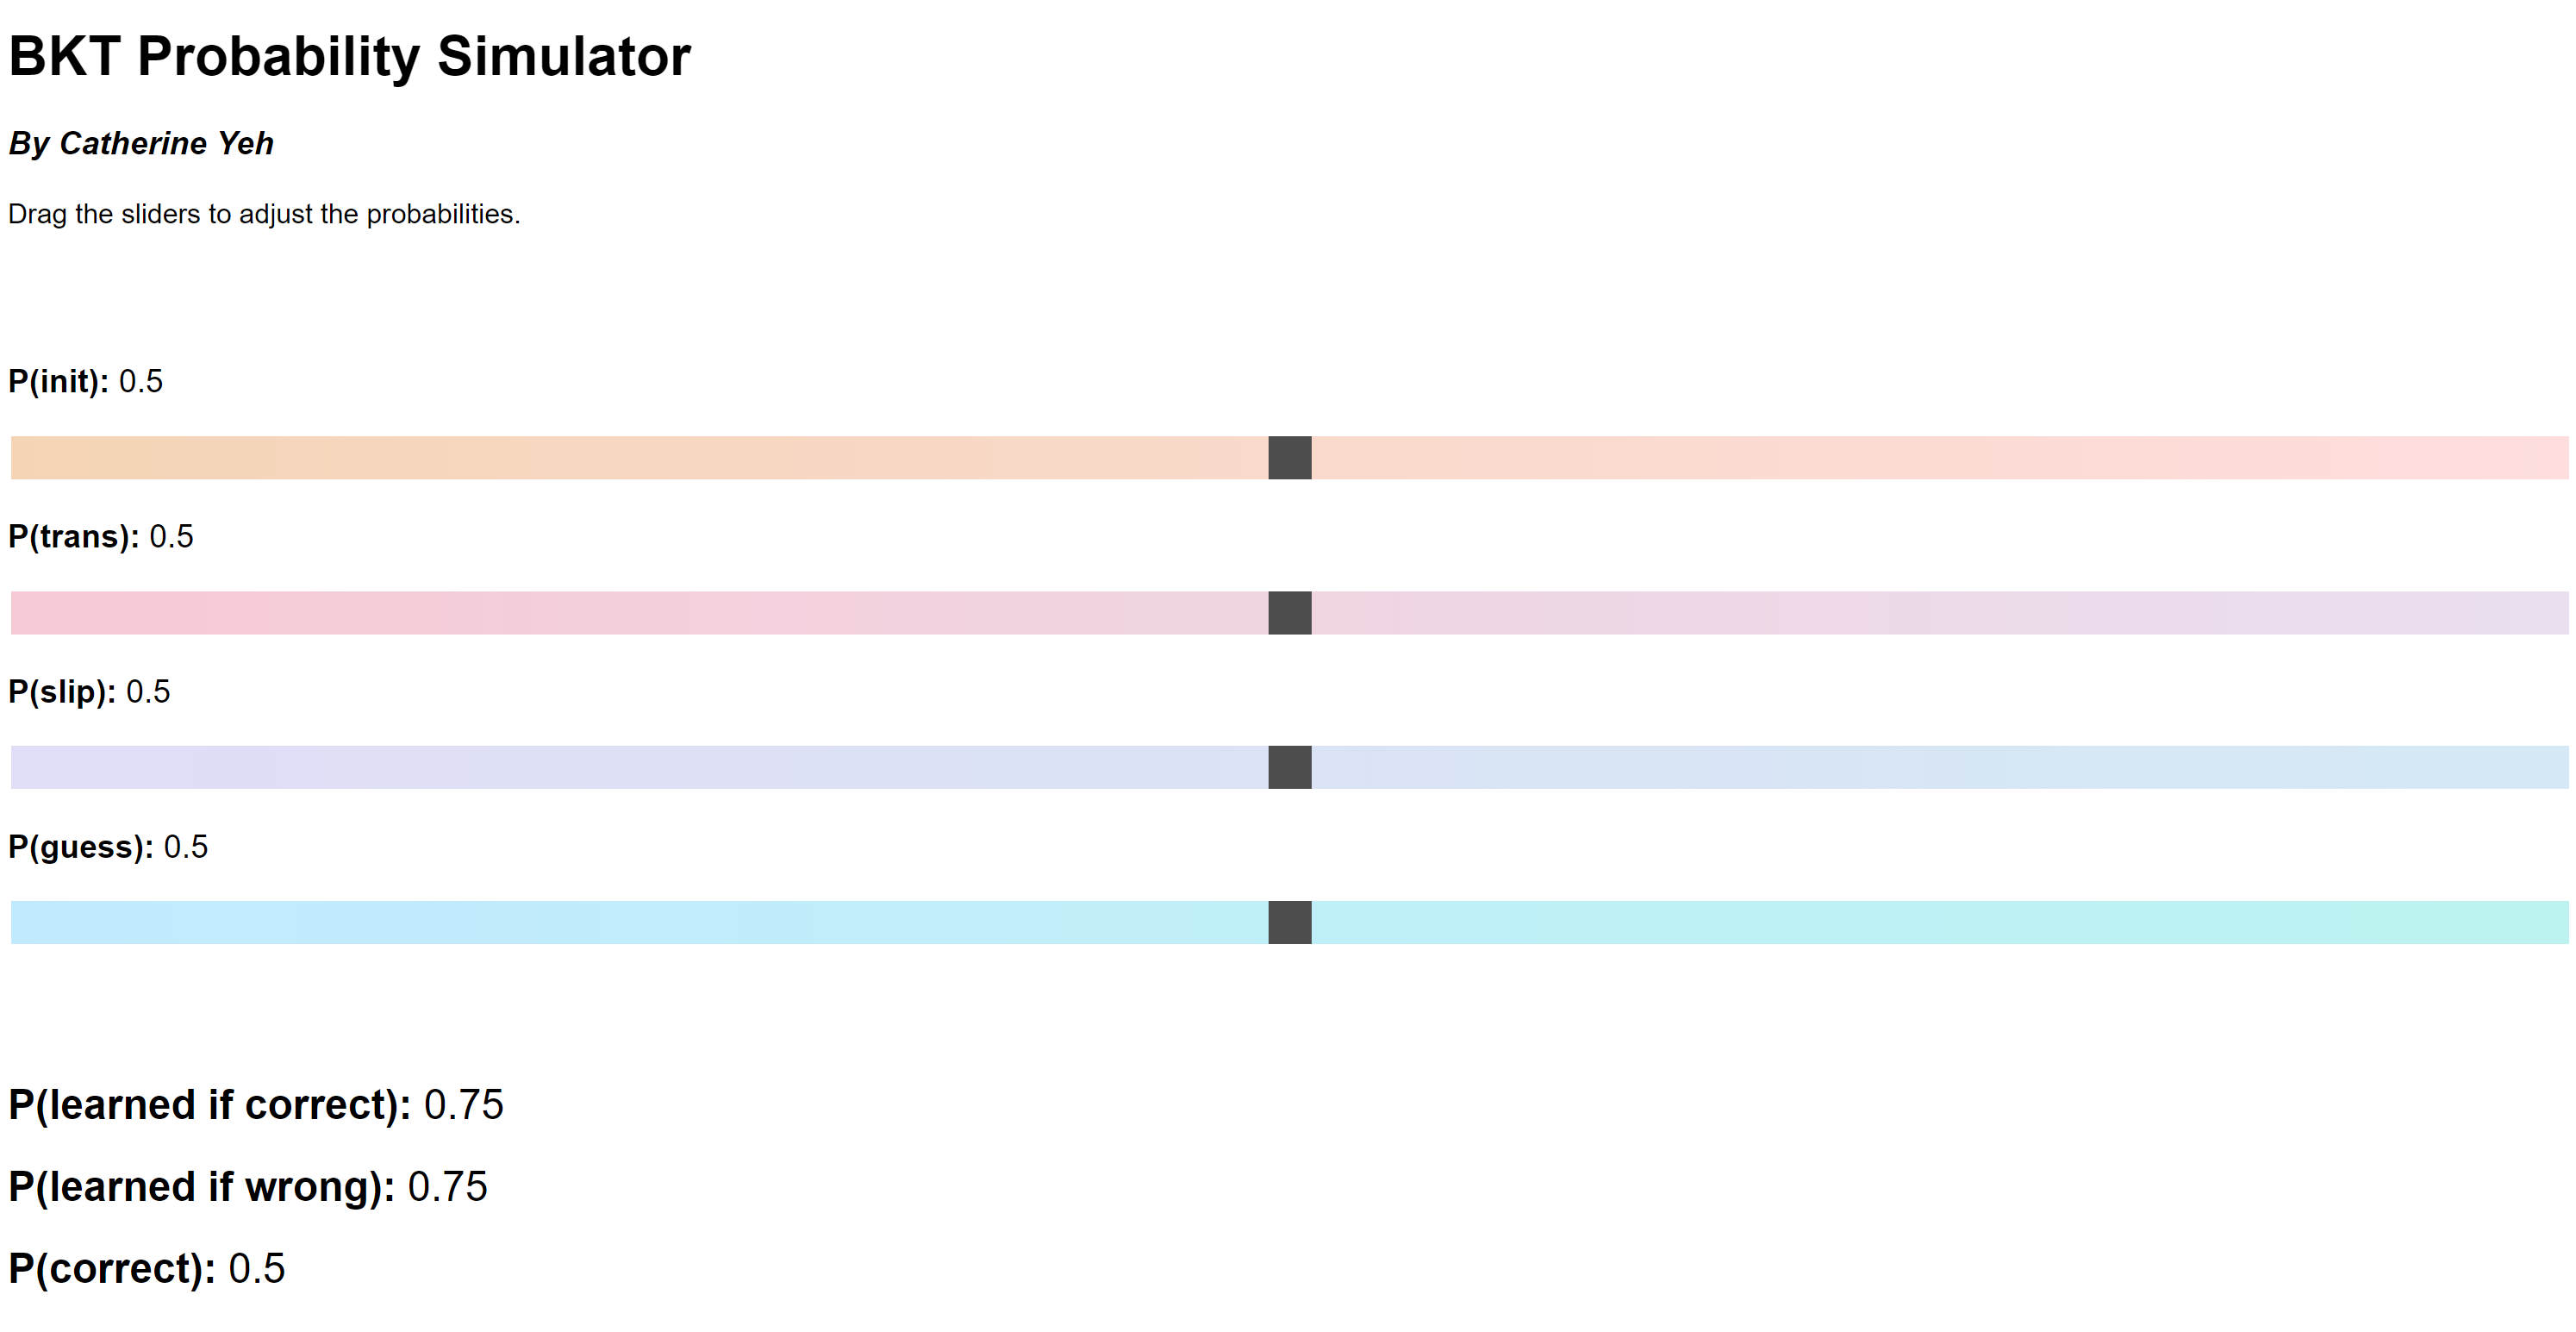 BKT Probability Simulator
By Catherine Yeh
Drag the sliders to adjust the probabilities.
P(init): 0.5
P(trans): 0.5
P(slip): 0.5
P(guess): 0.5
P(learned if correct): 0.75
P(learned if wrong): 0.75
P(correct): 0.5